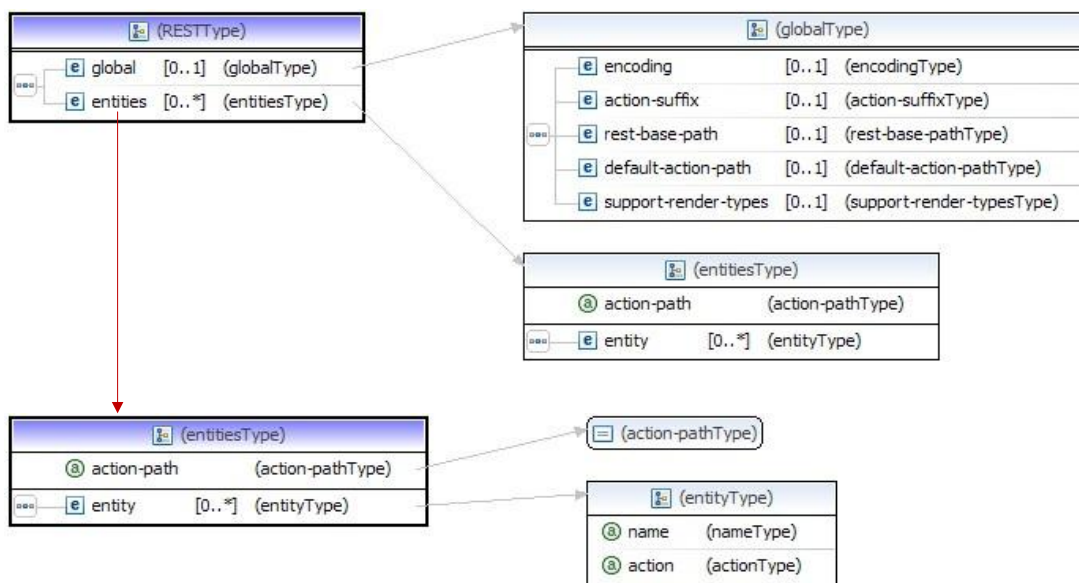 (RESTType)
e global [0..1] (globalType)
e entities [0..*] (entitiesType)
(globalType)
e encoding [0..1] (encodingType)
e action-suffix [0..1] (action-suffixType)
e rest-base-path [0..1] (rest-base-pathType)
e default-action-path [0..1] (default-action-pathType)
e support-render-types [0..1] (support-render-typesType)
(entitiesType)
a action-path (action-pathType)
e entity [0..*] (entityType)
(entitiesType)
a action-path (action-pathType)
e entity [0..*] (entityType)
(action-pathType)
(entityType)
a name (nameType)
a action (actionType)